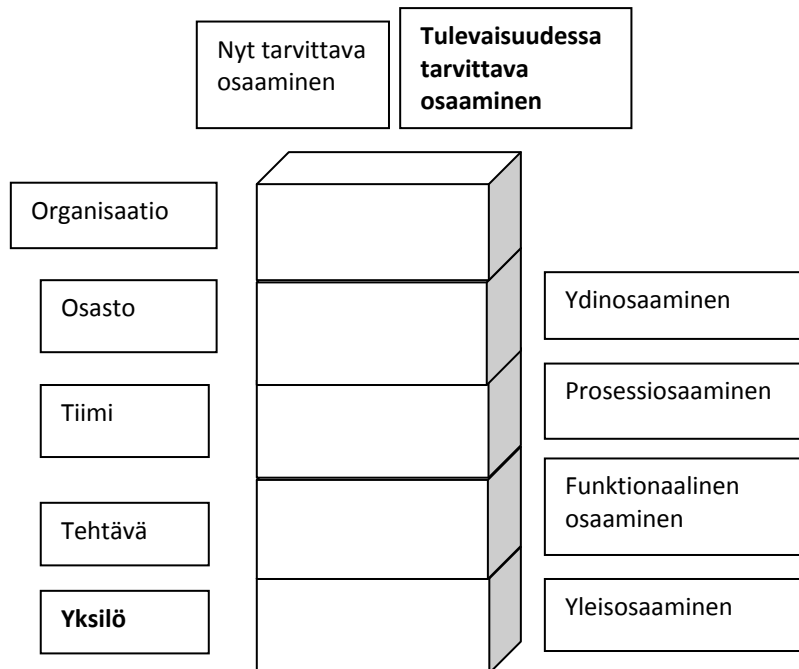 Nyt tarvittava
osaaminen
Tulevaisuudessa
tarvittava
osaaminen
Organisaatio
Osasto
Tiimi
Tehtävä
Yksilö
Ydinosaaminen
Prosessiosaaminen
Funktionaalinen
osaaminen
Yleisosaaminen